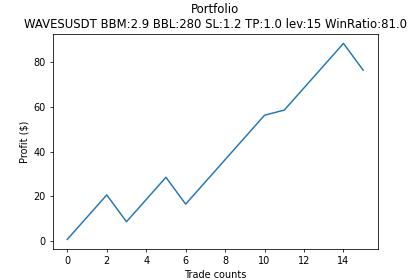 Portfolio
WAVESUSDT BBM:2.9 BBL:280 SL:1.2 TP:1.0 lev:15 WinRatio:81.0
Profit ($)
80
60
40
20
0
0 2 4 6 8 10 12 14
Trade counts